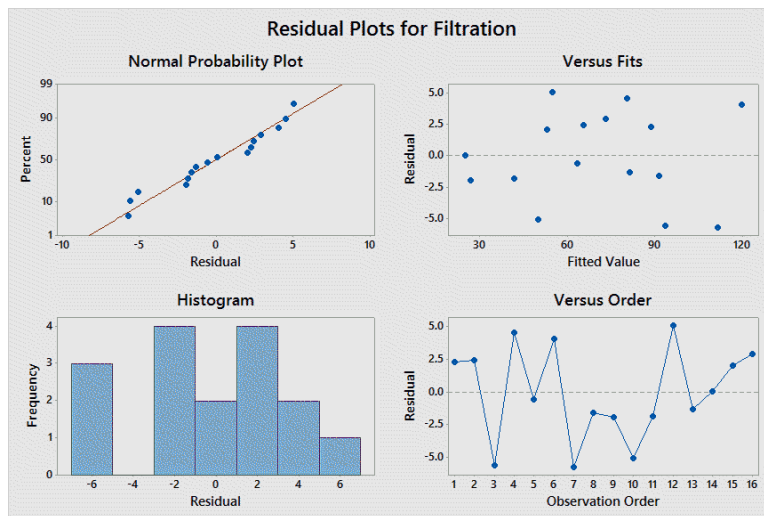 Residual Plots for Filtration
Normal Probability Plot
99
90
50
10
1
Percent
-10 -5 0 5 10
Residual
Versus Fits
5.0
2.5
0.0
-2.5
-5.0
Residual
30 60 90 120
Fitted Value
Histogram
4
3
2
1
0
Frequency
-6 -4 -2 0 2 4 6
Residual
Versus Order
5.0
2.5
0.0
-2.5
-5.0
Residual
1 2 3 4 5 6 7 8 9 10 11 12 13 14 15 16
Observation Order